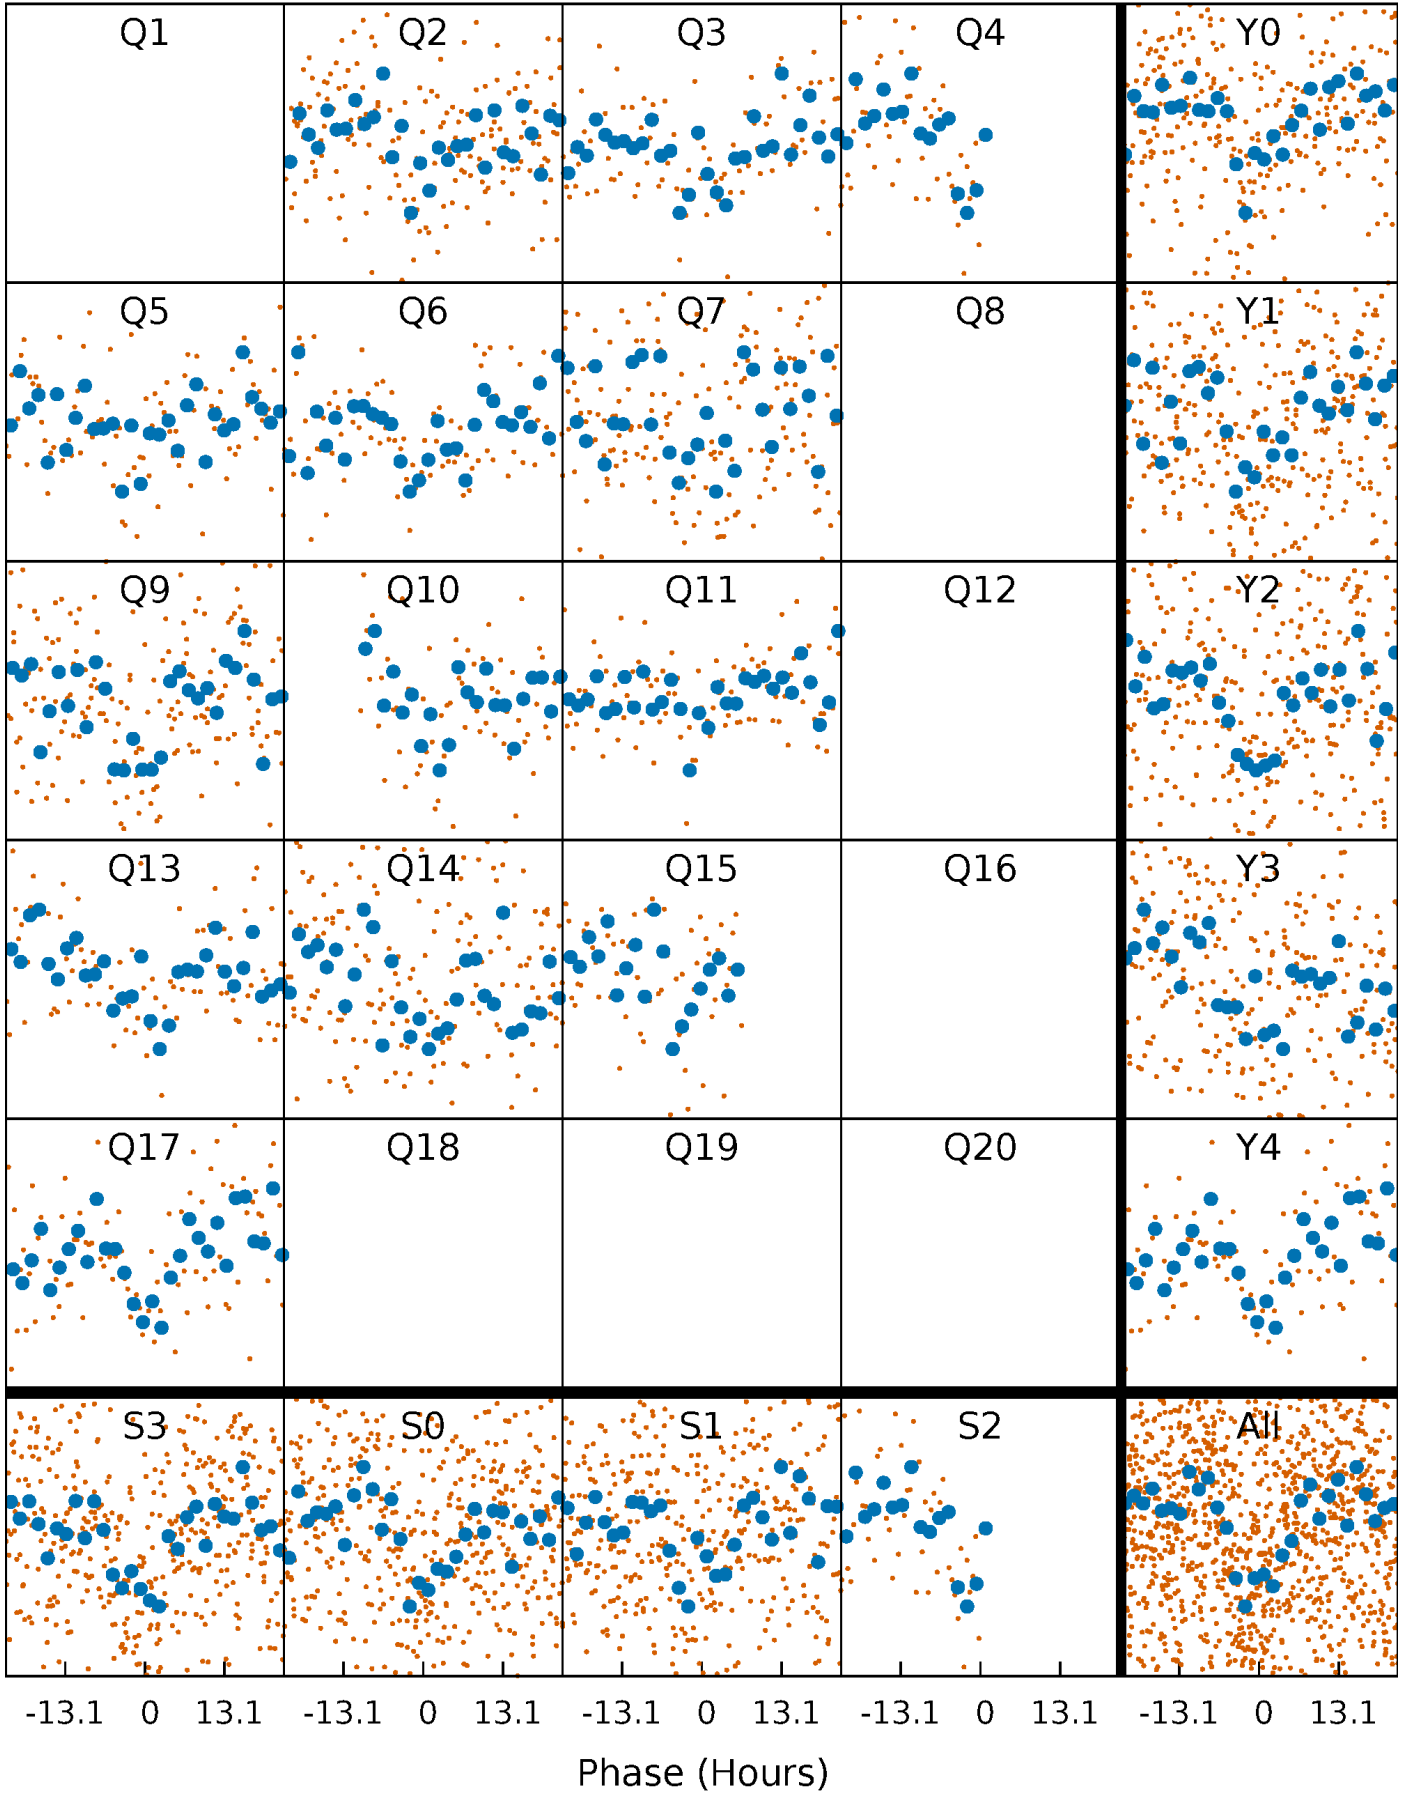 Q1 Q2 Q3 Q4 Y0
Q5 Q6 Q7 Q8 Y1
Q9 Q10 Q11 Q12 Y2
Q13 Q14 Q15 Q16 Y3
Q17 Q18 Q19 Q20 Y4
S3 S0 S1 S2 All
-13.1 0 13.1 -13.1 0 13.1 -13.1 0 13.1 -13.1 0 13.1 -13.1 0 13.1
Phase (Hours)